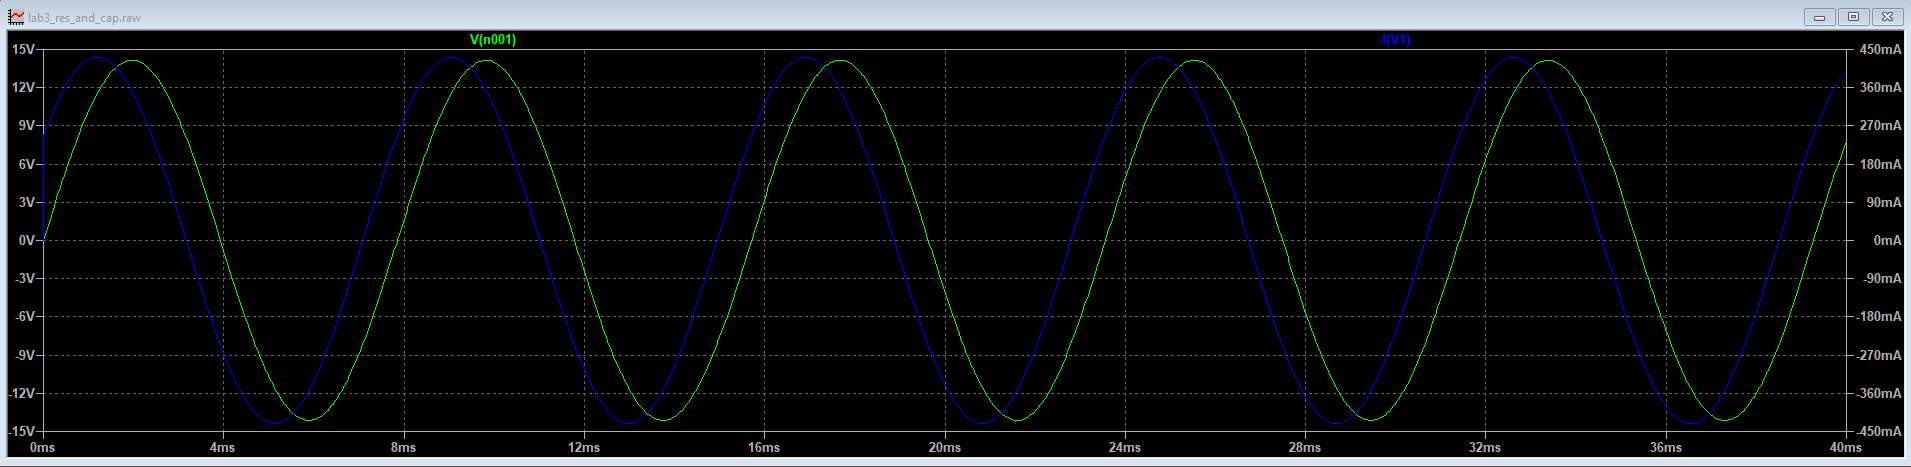 lab3_res_and_cap.raw
V(n001) -I(V1)
15V 450mA
12V 360mA
9V 270mA
6V 180mA
3V 90mA
0V 0mA
-3V -90mA
-6V -180mA
-9V -270mA
-12V -360mA
-15V -450mA
0ms 4ms 8ms 12ms 16ms 20ms 24ms 28ms 32ms 36ms 40ms